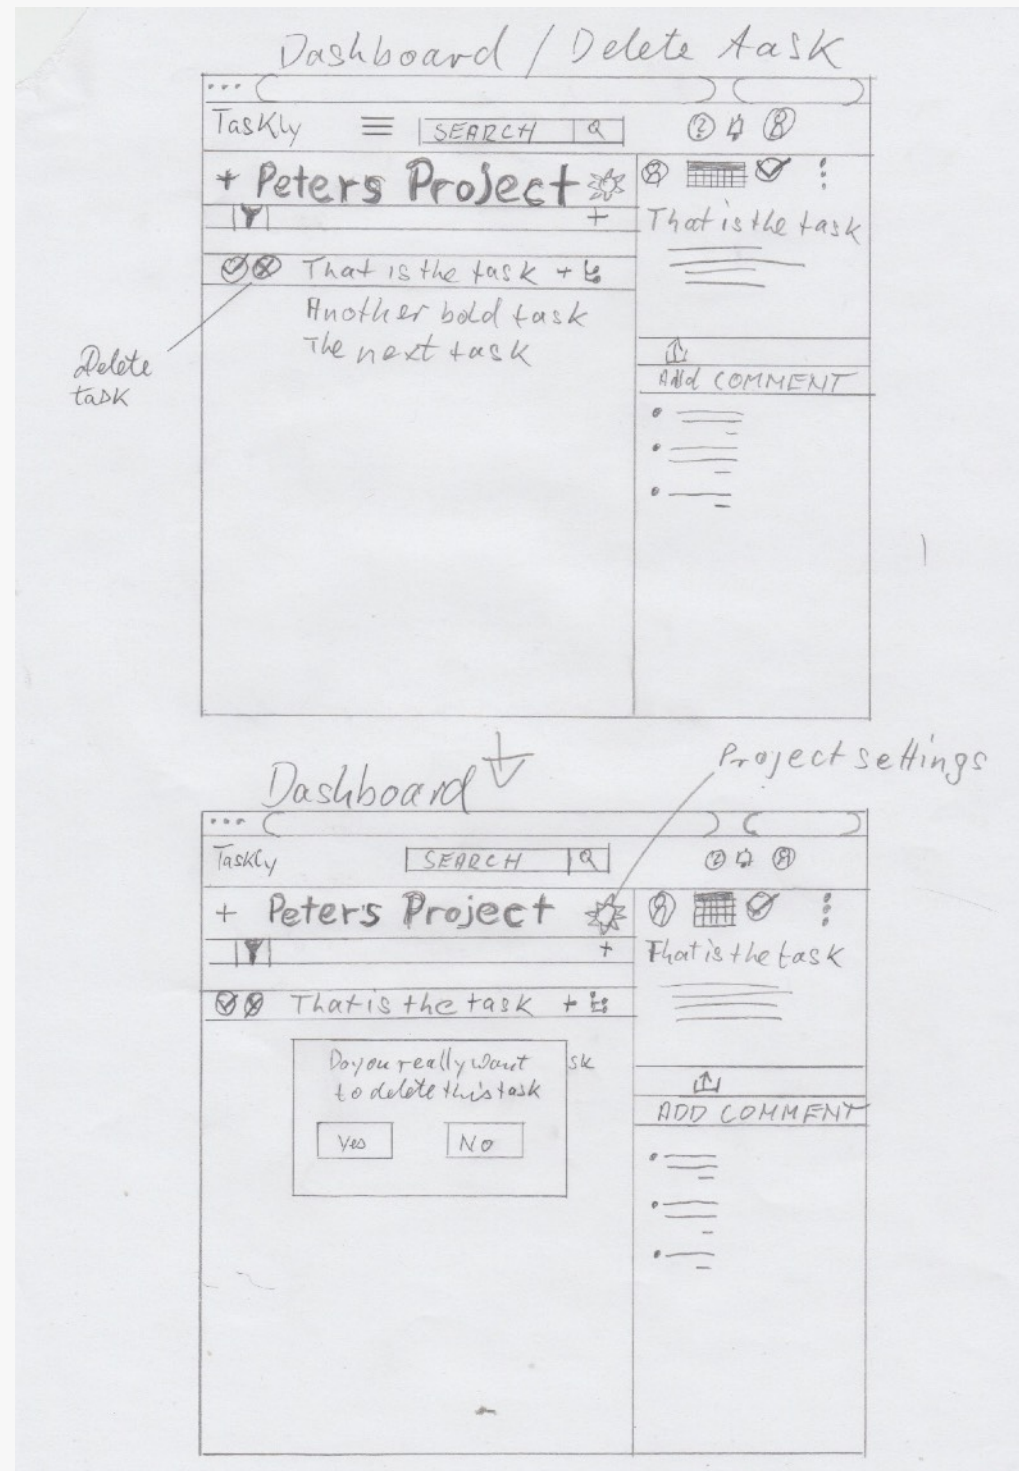 Dashboard / Delete task
Taskly
SEARCH
+ Peters Project
+
That is the task
That is the task +
Another bold task
The next task
Delete
task
Add COMMENT
Project settings
Dashboard
Taskly
SEARCH
+ Peters Project
+
That is the task
That is the task +
Do you really want
to delete this task
sk
Yes
No
ADD COMMENT